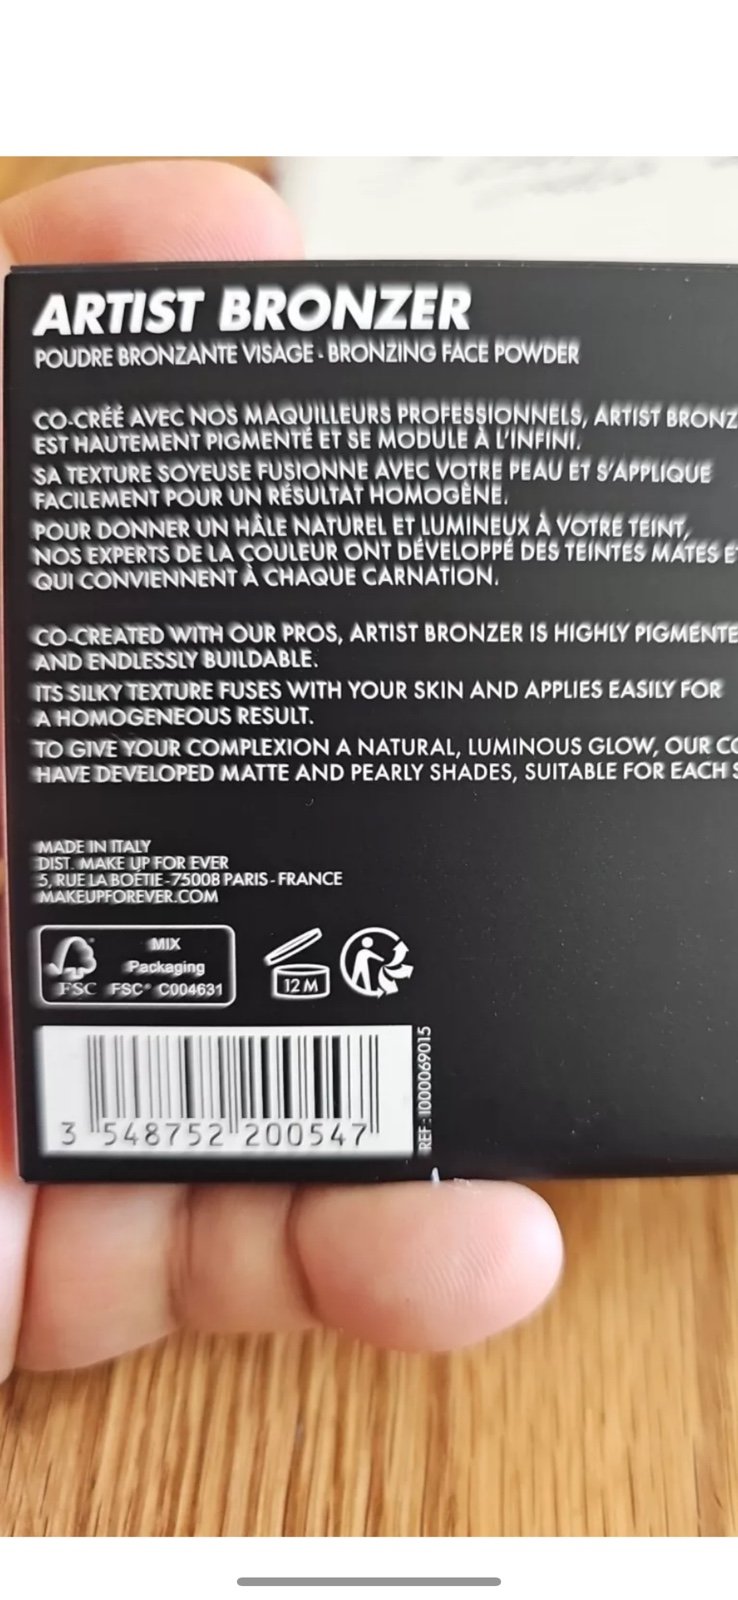 ARTIST BRONZER
POUDRE BRONZANTE VISAGE - BRONZING FACE POWDER
CO-CRÉÉ AVEC NOS MAQUILLEURS PROFESSIONNELS, ARTIST BRONZ
EST HAUTEMENT PIGMENTÉ ET SE MODULE À L'INFINI.
SA TEXTURE SOYEUSE FUSIONNE AVEC VOTRE PEAU ET S'APPLIQUE
FACILEMENT POUR UN RÉSULTAT HOMOGÈNE.
POUR DONNER UN HÂLE NATUREL ET LUMINEUX À VOTRE TEINT,
NOS EXPERTS DE LA COULEUR ONT DÉVELOPPÉ DES TEINTES MATES E
QUI CONVIENNENT À CHAQUE CARNATION.
CO-CREATED WITH OUR PROS, ARTIST BRONZER IS HIGHLY PIGMENTE
AND ENDLESSLY BUILDABLE.
ITS SILKY TEXTURE FUSES WITH YOUR SKIN AND APPLIES EASILY FOR
A HOMOGENEOUS RESULT.
TO GIVE YOUR COMPLEXION A NATURAL, LUMINOUS GLOW, OUR CO
HAVE DEVELOPED MATTE AND PEARLY SHADES, SUITABLE FOR EACH S
MADE IN ITALY
DIST. MAKE UP FOR EVER
5, RUE LA BOÉTIE - 75008 PARIS - FRANCE
MAKEUPFOREVER.COM
MIX
Packaging
FSC FSC® C004631
12 M
REF: I000069015
3 548752 200547